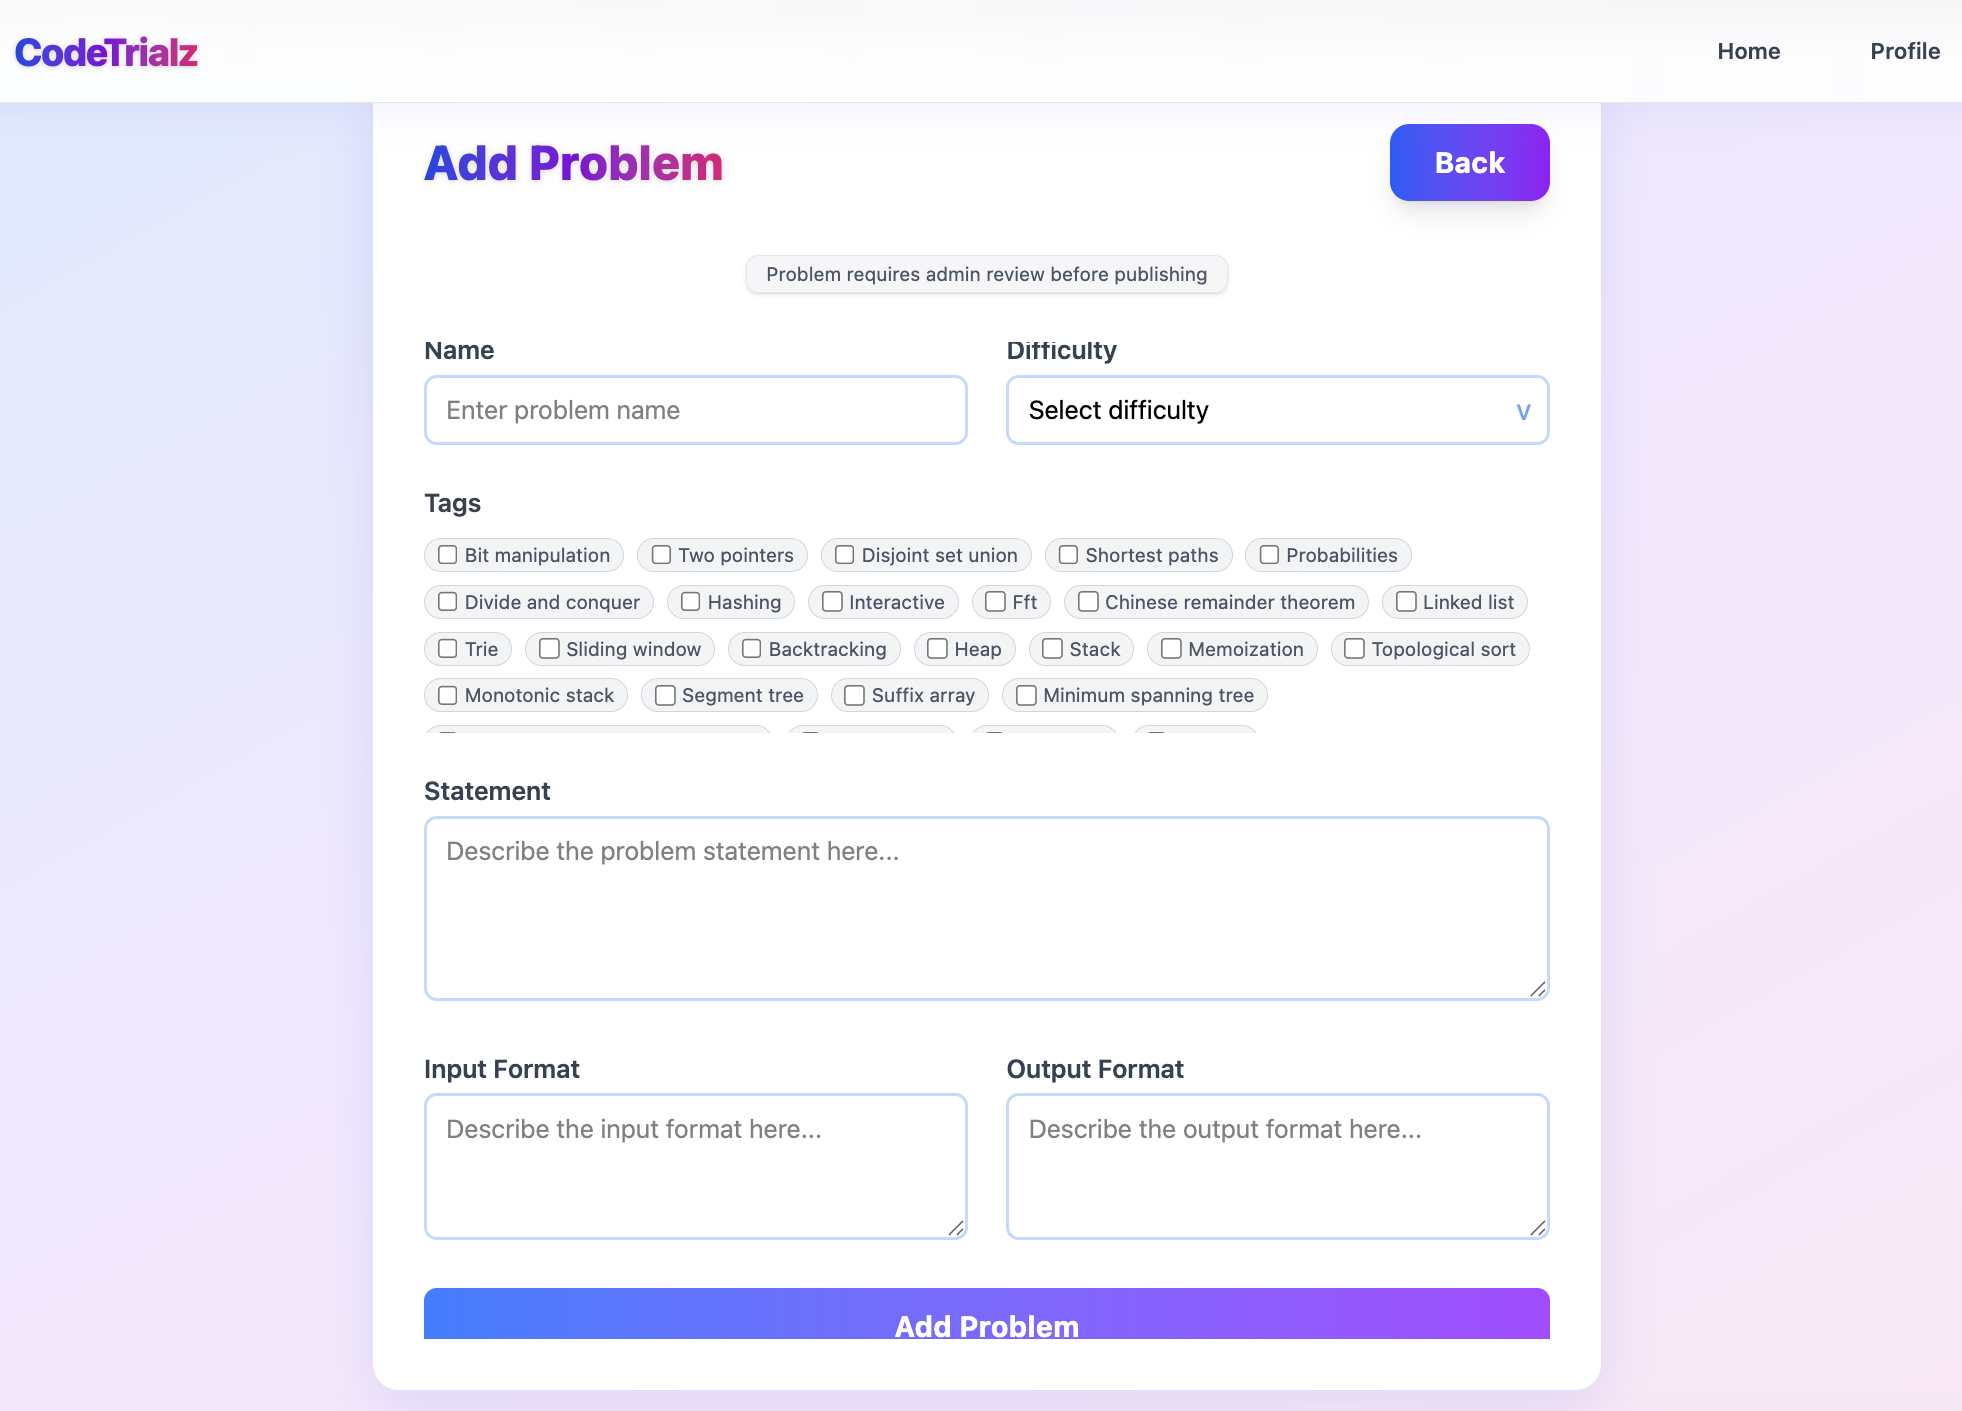 CodeTrialz
Home Profile
Add Problem
Back
Problem requires admin review before publishing
Name Difficulty
Enter problem name Select difficulty
Tags
Bit manipulation Two pointers Disjoint set union Shortest paths Probabilities
Divide and conquer Hashing Interactive Fft Chinese remainder theorem Linked list
Trie Sliding window Backtracking Heap Stack Memoization Topological sort
Monotonic stack Segment tree Suffix array Minimum spanning tree
Statement
Describe the problem statement here...
Input Format Output Format
Describe the input format here... Describe the output format here...
Add Problem